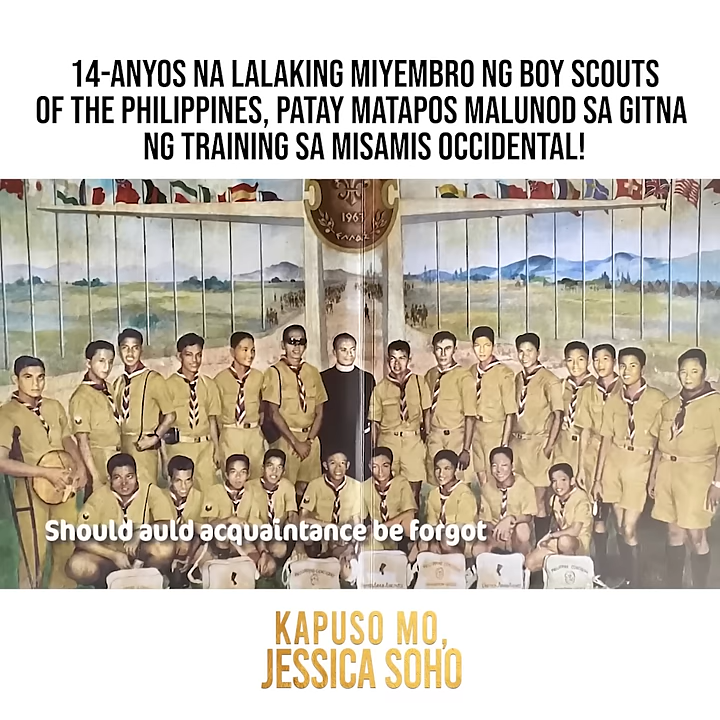 14-ANYOS NA LALAKING MIYEMBRO NG BOY SCOUTS
OF THE PHILIPPINES, PATAY MATAPOS MALUNOD SA GITNA
NG TRAINING SA MISAMIS OCCIDENTAL!
1967
Should auld acquaintance be forgot
KAPUSO MO,
JESSICA SOHO